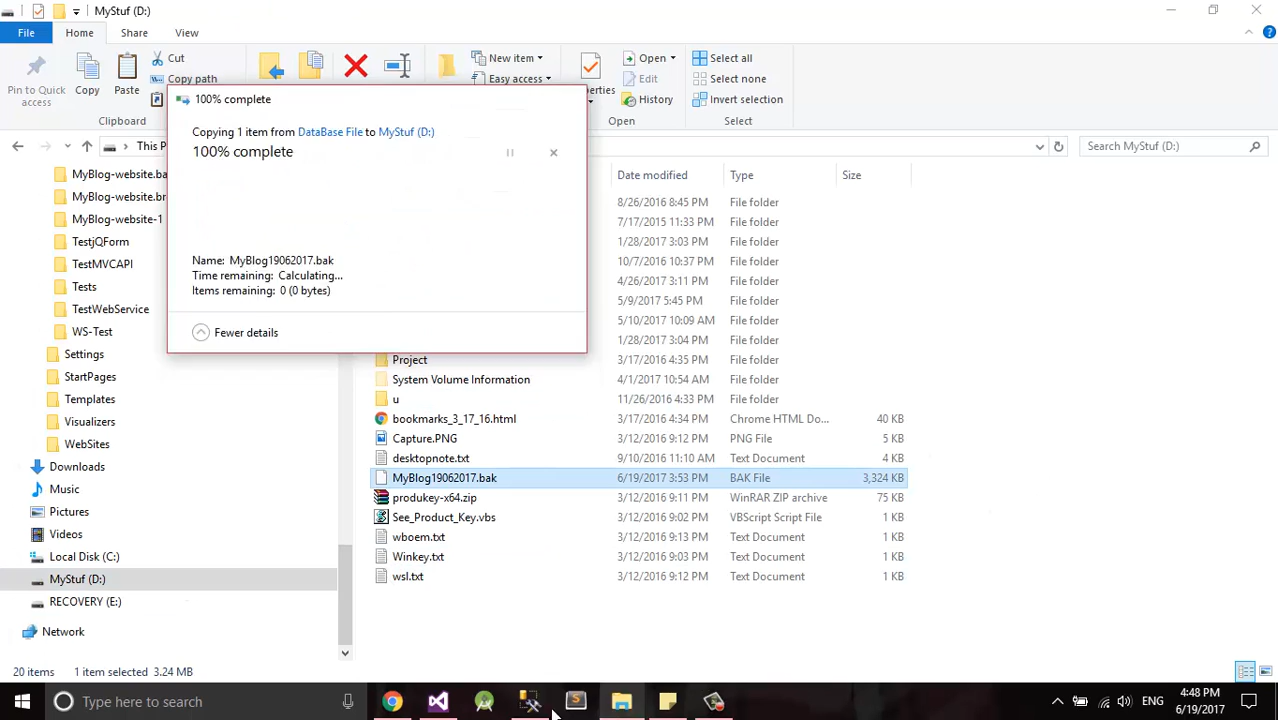 MyStuf (D:)
File
Home
Share
View
Pin to Quick access
Copy
Paste
Cut
Copy path
Clipboard
New item
Easy access
erties
Open
Edit
History
Open
Select all
Select none
Invert selection
Select
This P
Search MyStuf (D:)
100% complete
Copying 1 item from DataBase File to MyStuf (D:)
100% complete
Name: MyBlog19062017.bak
Time remaining: Calculating...
Items remaining: 0 (0 bytes)
Fewer details
MyBlog-website.ba
MyBlog-website.br
MyBlog-website-1
TestjQForm
TestMVCAPI
Tests
TestWebService
WS-Test
Settings
StartPages
Templates
Visualizers
WebSites
Downloads
Music
Pictures
Videos
Local Disk (C:)
MyStuf (D:)
RECOVERY (E:)
Network
Date modified Type Size
8/26/2016 8:45 PM File folder
7/17/2015 11:33 PM File folder
1/28/2017 3:03 PM File folder
10/7/2016 10:37 PM File folder
4/26/2017 3:11 PM File folder
5/9/2017 5:45 PM File folder
5/10/2017 10:09 AM File folder
1/28/2017 3:04 PM File folder
Project 3/17/2016 4:35 PM File folder
System Volume Information 4/1/2017 10:54 AM File folder
u 11/26/2016 4:33 PM File folder
bookmarks_3_17_16.html 3/17/2016 4:34 PM Chrome HTML Do... 40 KB
Capture.PNG 3/12/2016 9:12 PM PNG File 5 KB
desktopnote.txt 9/10/2016 11:10 AM Text Document 4 KB
MyBlog19062017.bak 6/19/2017 3:53 PM BAK File 3,324 KB
produkey-x64.zip 3/12/2016 9:11 PM WinRAR ZIP archive 75 KB
See_Product_Key.vbs 3/12/2016 9:02 PM VBScript Script File 1 KB
wboem.txt 3/12/2016 9:13 PM Text Document 1 KB
Winkey.txt 3/12/2016 9:03 PM Text Document 1 KB
wsl.txt 3/12/2016 9:12 PM Text Document 1 KB
20 items 1 item selected 3.24 MB
Type here to search
ENG
4:48 PM
6/19/2017